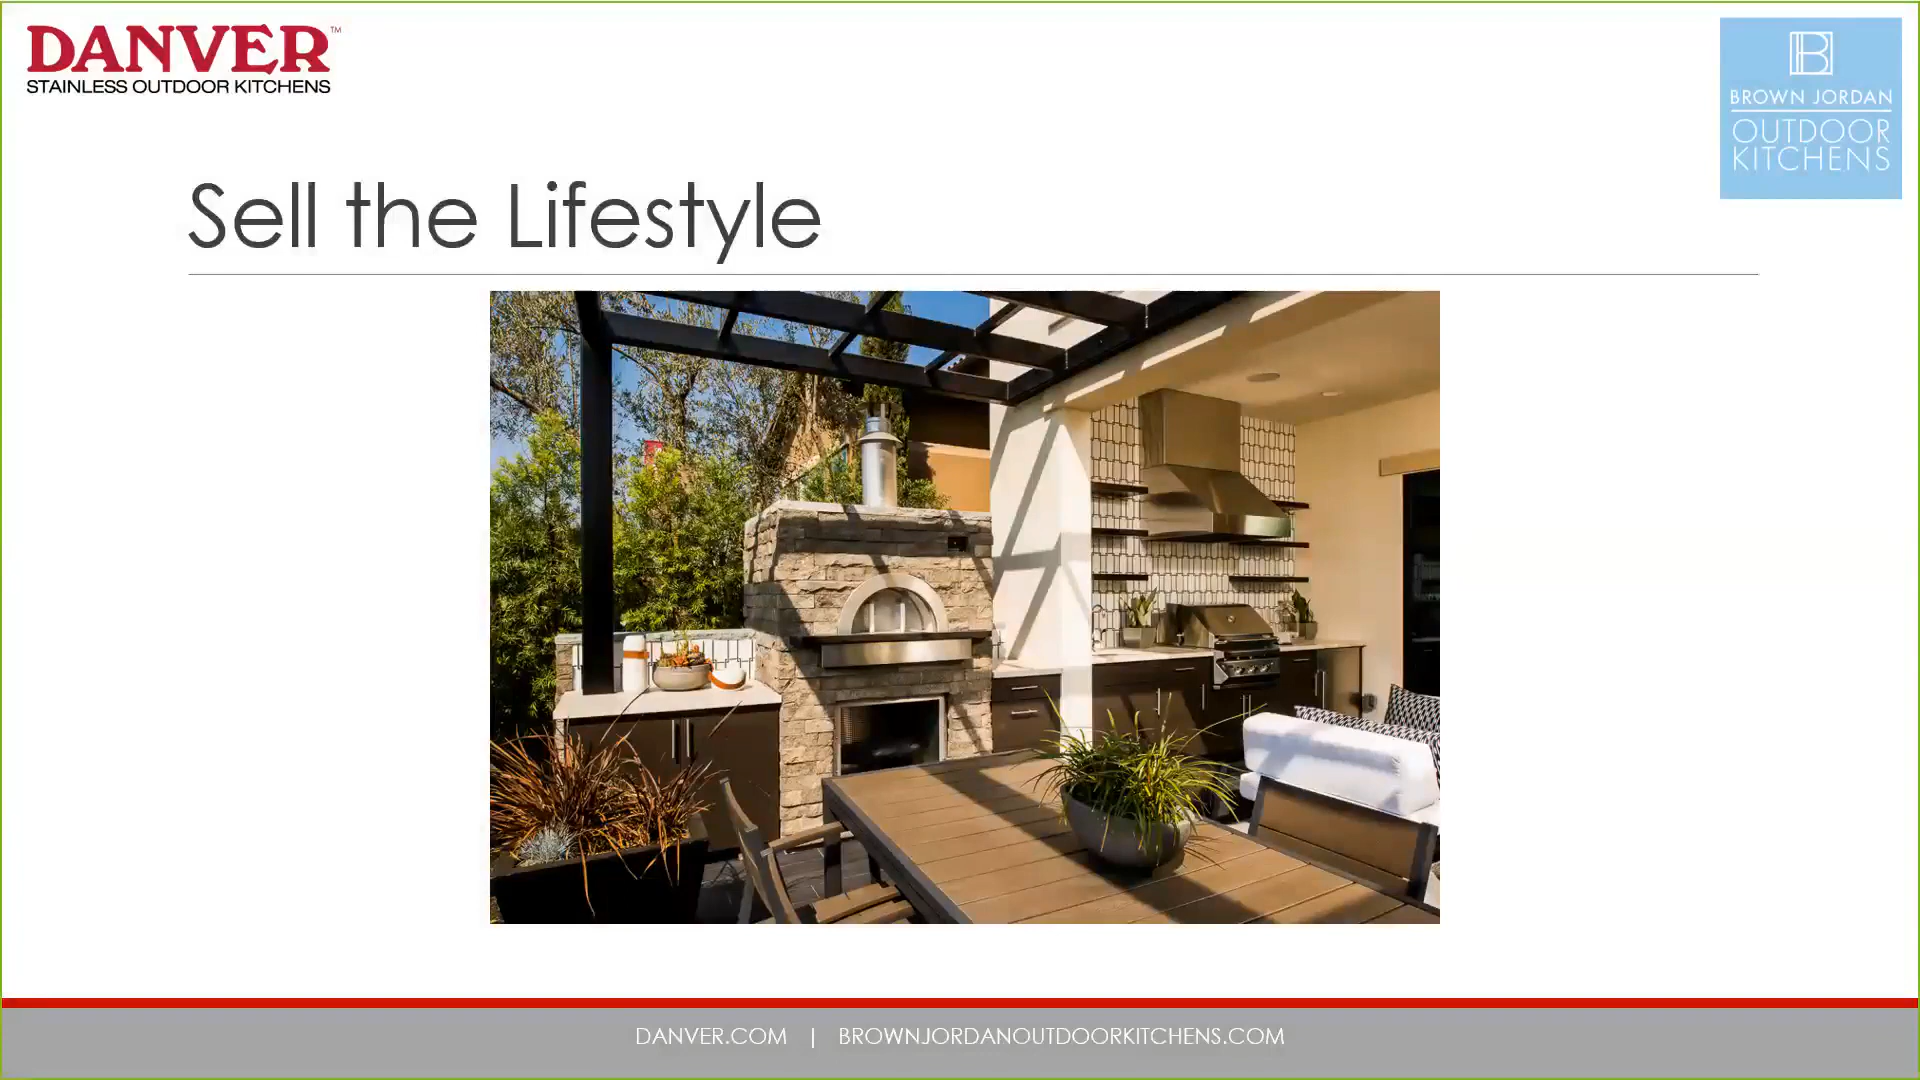 DANVER™
STAINLESS OUTDOOR KITCHENS
B
BROWN JORDAN
OUTDOOR
KITCHENS
Sell the Lifestyle
DANVER.COM | BROWNJORDANOUTDOORKITCHENS.COM